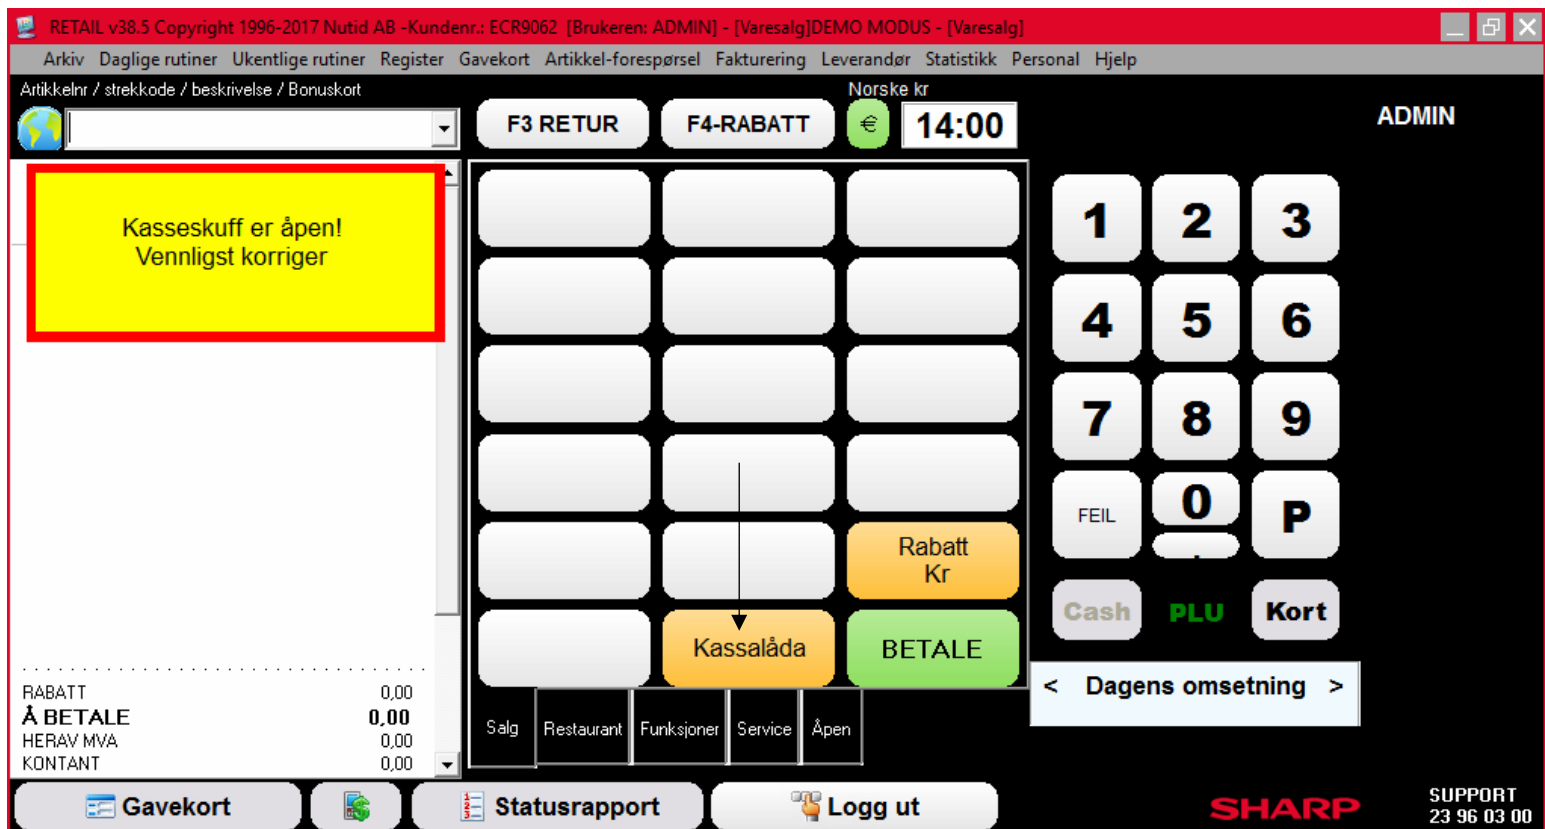 RETAIL v38.5 Copyright 1996-2017 Nutid AB -Kundenr.: ECR9062 [Brukeren: ADMIN] - [Varesalg]DEMO MODUS - [Varesalg]
Arkiv Daglige rutiner Ukentlige rutiner Register Gavekort Artikkel-forespørsel Fakturering Leverandør Statistikk Personal Hjelp
Artikkelnr / strekkode / beskrivelse / Bonuskort
Norske kr
F3 RETUR F4-RABATT € 14:00
ADMIN
Kasseskuff er åpen!
Vennligst korriger
1 2 3
4 5 6
7 8 9
FEIL 0 P
Rabatt
Kr
Cash PLU Kort
Kassalåda BETALE
< Dagens omsetning >
RABATT 0,00
Å BETALE 0,00
HERAV MVA 0,00
KONTANT 0,00
Salg Restaurant Funksjoner Service Åpen
Gavekort Statusrapport Logg ut
SHARP
SUPPORT
23 96 03 00